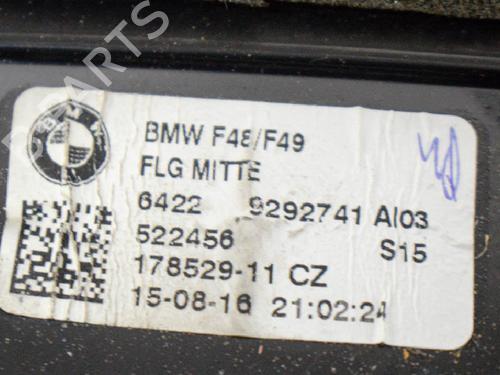 BMW
BMW F48/F49
FLG MITTE
6422 9292741 AI03
522456 S15
178529-11 CZ
15-08-16 21:02:24